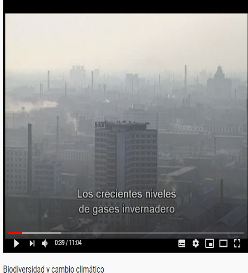 Los crecientes niveles
de gases invernadero
0:39 / 11:04
Biodiversidad y cambio climático